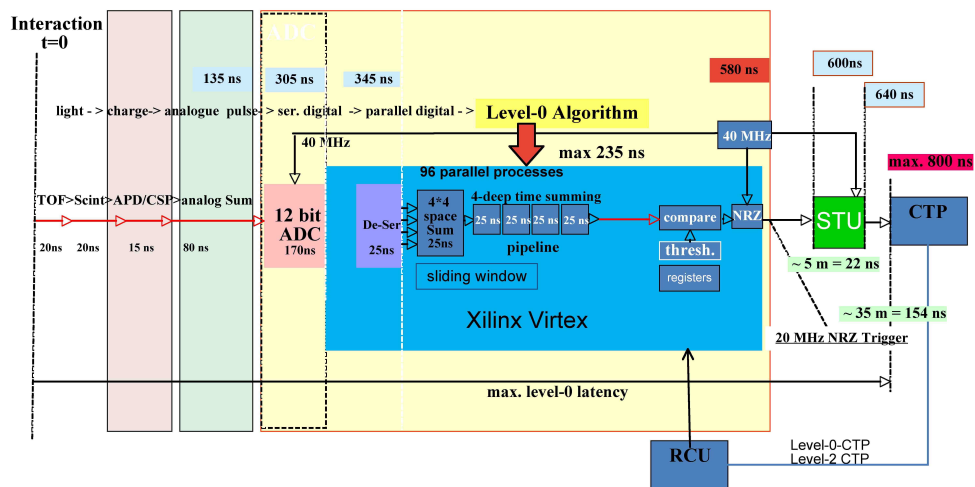 Interaction
t=0
ADC
135 ns
305 ns
345 ns
580 ns
600ns
640 ns
light - > charge-> analogue pulse-> ser. digital -> parallel digital ->
Level-0 Algorithm
40 MHz
40 MHz
max 235 ns
max. 800 ns
96 parallel processes
TOF>Scint>APD/CSP>analog Sum
20ns
20ns
15 ns
80 ns
12 bit
ADC
170ns
De-Ser
25ns
4*4
space
Sum
25ns
4-deep time summing
25 ns
25 ns
25 ns
25 ns
pipeline
sliding window
compare
NRZ
thresh.
registers
STU
CTP
~ 5 m = 22 ns
~ 35 m = 154 ns
20 MHz NRZ Trigger
Xilinx Virtex
max. level-0 latency
RCU
Level-0-CTP
Level-2 CTP